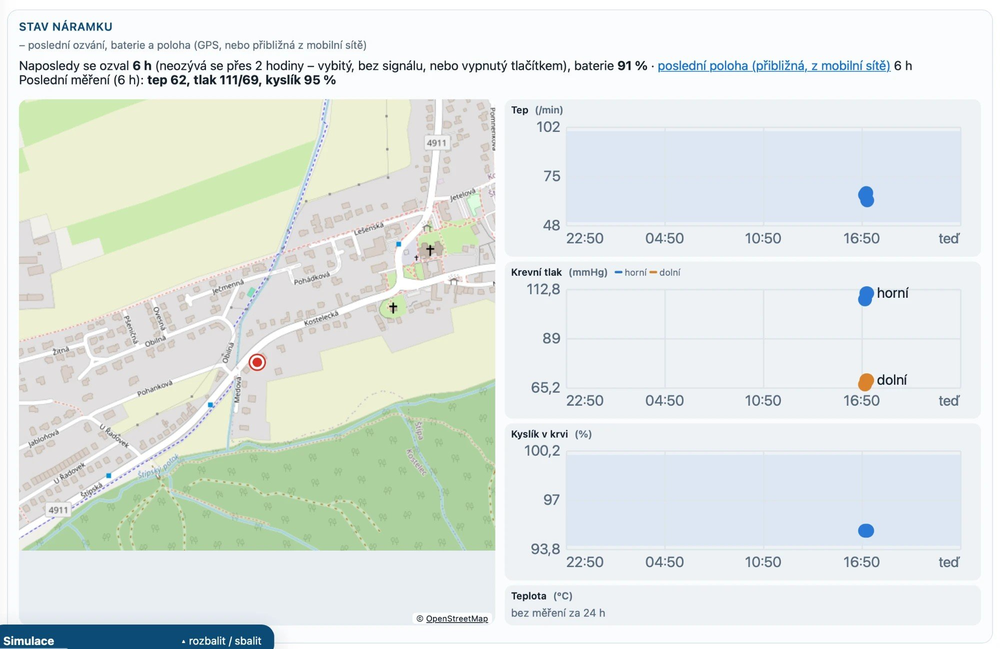 STAV NÁRAMKU
– poslední ozvání, baterie a poloha (GPS, nebo přibližná z mobilní sítě)
Naposledy se ozval 6 h (neozývá se přes 2 hodiny – vybitý, bez signálu, nebo vypnutý tlačítkem), baterie 91 % · poslední poloha (přibližná, z mobilní sítě) 6 h
Poslední měření (6 h): tep 62, tlak 111/69, kyslík 95 %
4911
Jetelová
Lešenská
Pohádková
Ječmenná
Kostelecká
Ovesná
Pšeničná
Obilná
Žitná
Obilná
Medová
Pohanková
U Řadovek
Jabloňová
U Řadovek
Štípský potok
Štípská
Štípa
Kostelec
4911
© OpenStreetMap
Tep (/min)
102
75
48
22:50 04:50 10:50 16:50 teď
Krevní tlak (mmHg) horní dolní
112,8
horní
89
dolní
65,2
22:50 04:50 10:50 16:50 teď
Kyslík v krvi (%)
100,2
97
93,8
22:50 04:50 10:50 16:50 teď
Teplota (°C)
bez měření za 24 h
Simulace ▲ rozbalit / sbalit